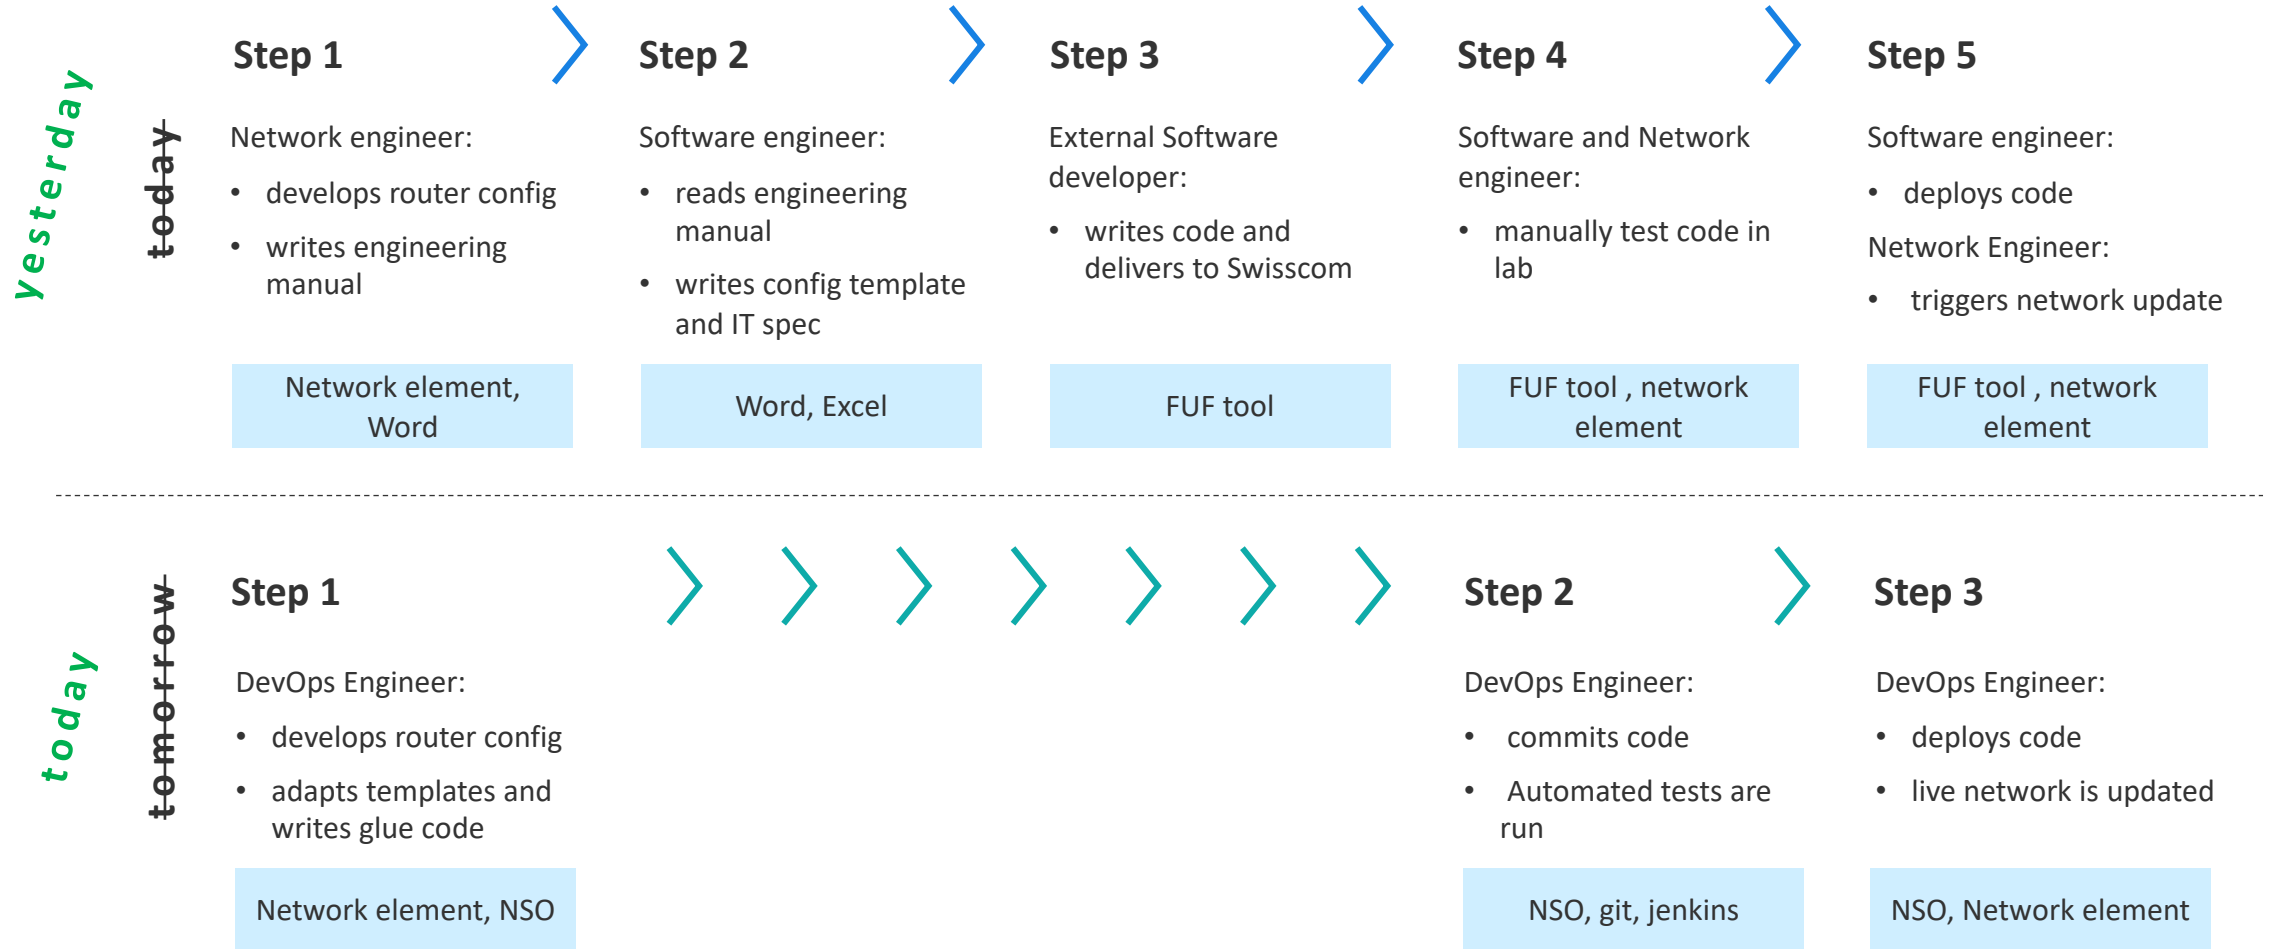 yesterday
today
Step 1
Network engineer:
• develops router config
• writes engineering
manual
Network element,
Word
Step 2
Software engineer:
• reads engineering
manual
• writes config template
and IT spec
Word, Excel
Step 3
External Software
developer:
• writes code and
delivers to Swisscom
FUF tool
Step 4
Software and Network
engineer:
• manually test code in
lab
FUF tool , network
element
Step 5
Software engineer:
• deploys code
Network Engineer:
• triggers network update
FUF tool , network
element
today
tomorrow
Step 1
DevOps Engineer:
• develops router config
• adapts templates and
writes glue code
Network element, NSO
Step 2
DevOps Engineer:
• commits code
• Automated tests are
run
NSO, git, jenkins
Step 3
DevOps Engineer:
• deploys code
• live network is updated
NSO, Network element